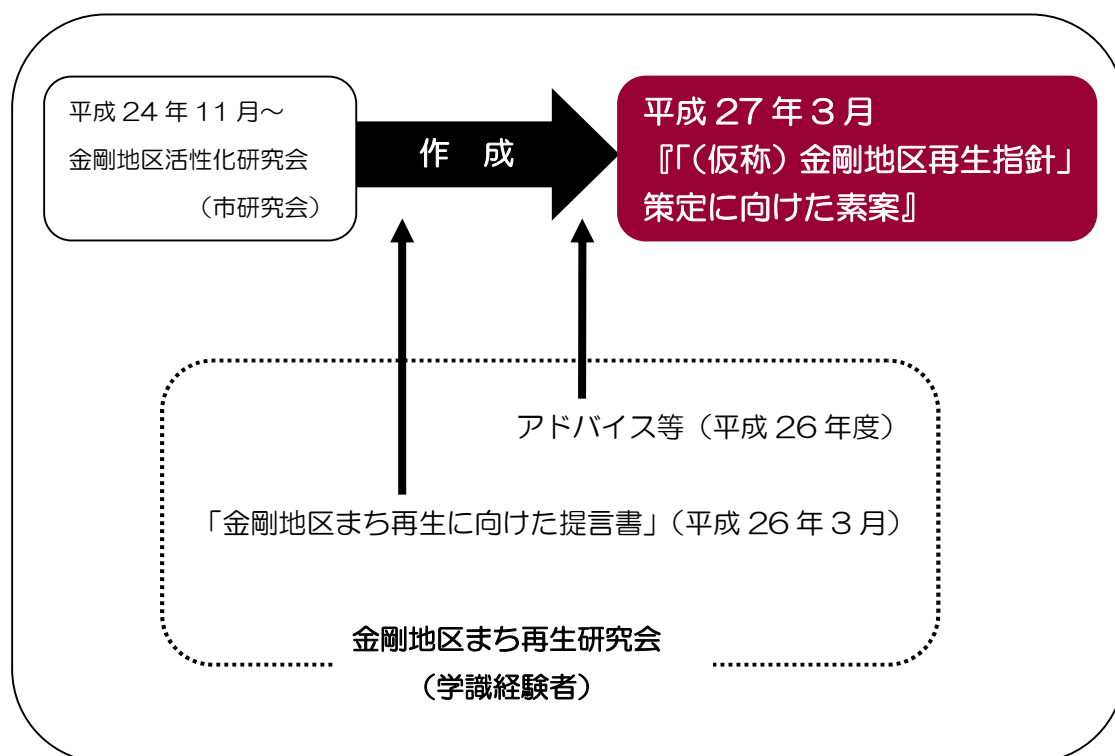 平成 24 年 11 月～
金剛地区活性化研究会
（市研究会）
作 成
平成 27 年 3 月
『「（仮称）金剛地区再生指針」
策定に向けた素案』
アドバイス等（平成 26 年度）
「金剛地区まち再生に向けた提言書」（平成 26 年 3 月）
金剛地区まち再生研究会
（学識経験者）